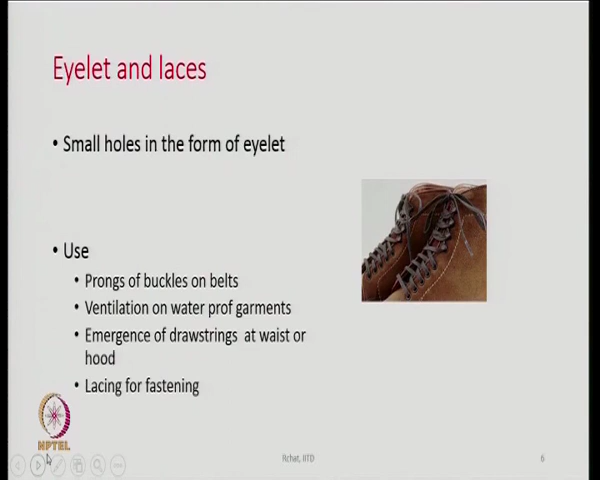 Eyelet and laces
• Small holes in the form of eyelet
• Use
• Prongs of buckles on belts
• Ventilation on water prof garments
• Emergence of drawstrings at waist or
hood
• Lacing for fastening
NPTEL
Rchat, IITD
6